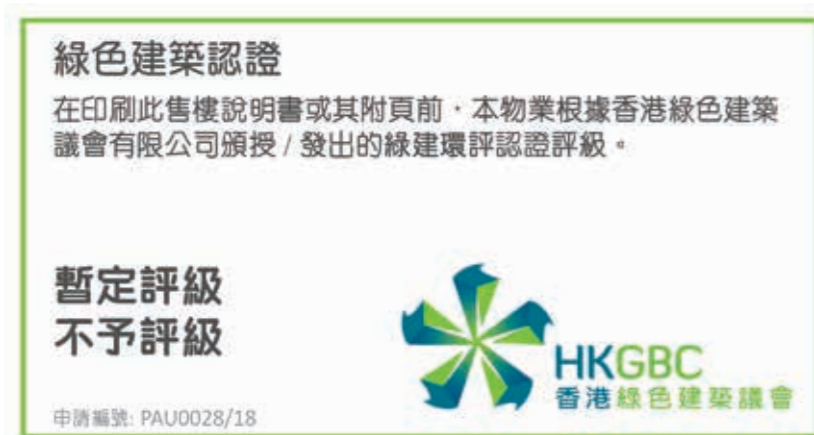 綠色建築認證
在印刷此售樓說明書或其附頁前，本物業根據香港綠色建築
議會有限公司頒授 / 發出的綠建環評認證評級。
暫定評級
不予評級
HKGBC
香港綠色建築議會
申請編號: PAU0028/18